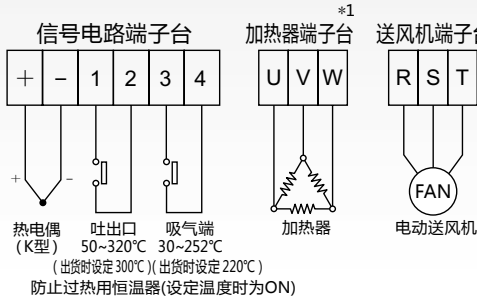 *1
信号电路端子台 加热器端子台 送风机端子台
+ - 1 2 3 4 U V W R S T
+ - FAN
热电偶 吐出口 吸气端 加热器 电动送风机
(K型) 50~320℃ 30~252℃
(出货时设定300℃)(出货时设定220℃)
防止过热用恒温器(设定温度时为ON)